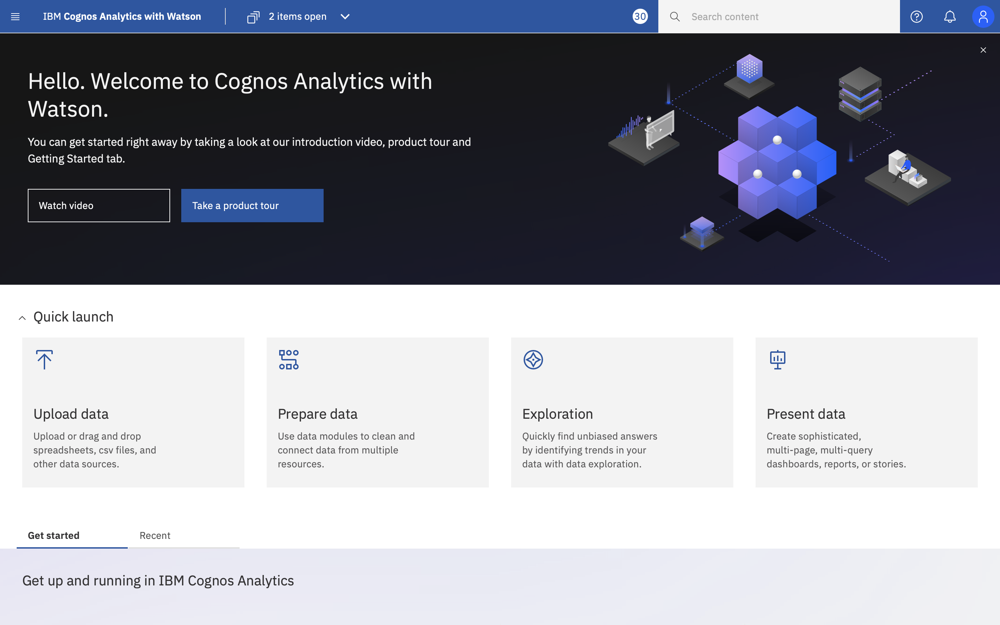 IBM Cognos Analytics with Watson
2 items open
30
Search content
Hello. Welcome to Cognos Analytics with
Watson.
You can get started right away by taking a look at our introduction video, product tour and
Getting Started tab.
Watch video
Take a product tour
Quick launch
Upload data
Upload or drag and drop
spreadsheets, csv files, and
other data sources.
Prepare data
Use data modules to clean and
connect data from multiple
resources.
Exploration
Quickly find unbiased answers
by identifying trends in your
data with data exploration.
Present data
Create sophisticated,
multi-page, multi-query
dashboards, reports, or stories.
Get started
Recent
Get up and running in IBM Cognos Analytics